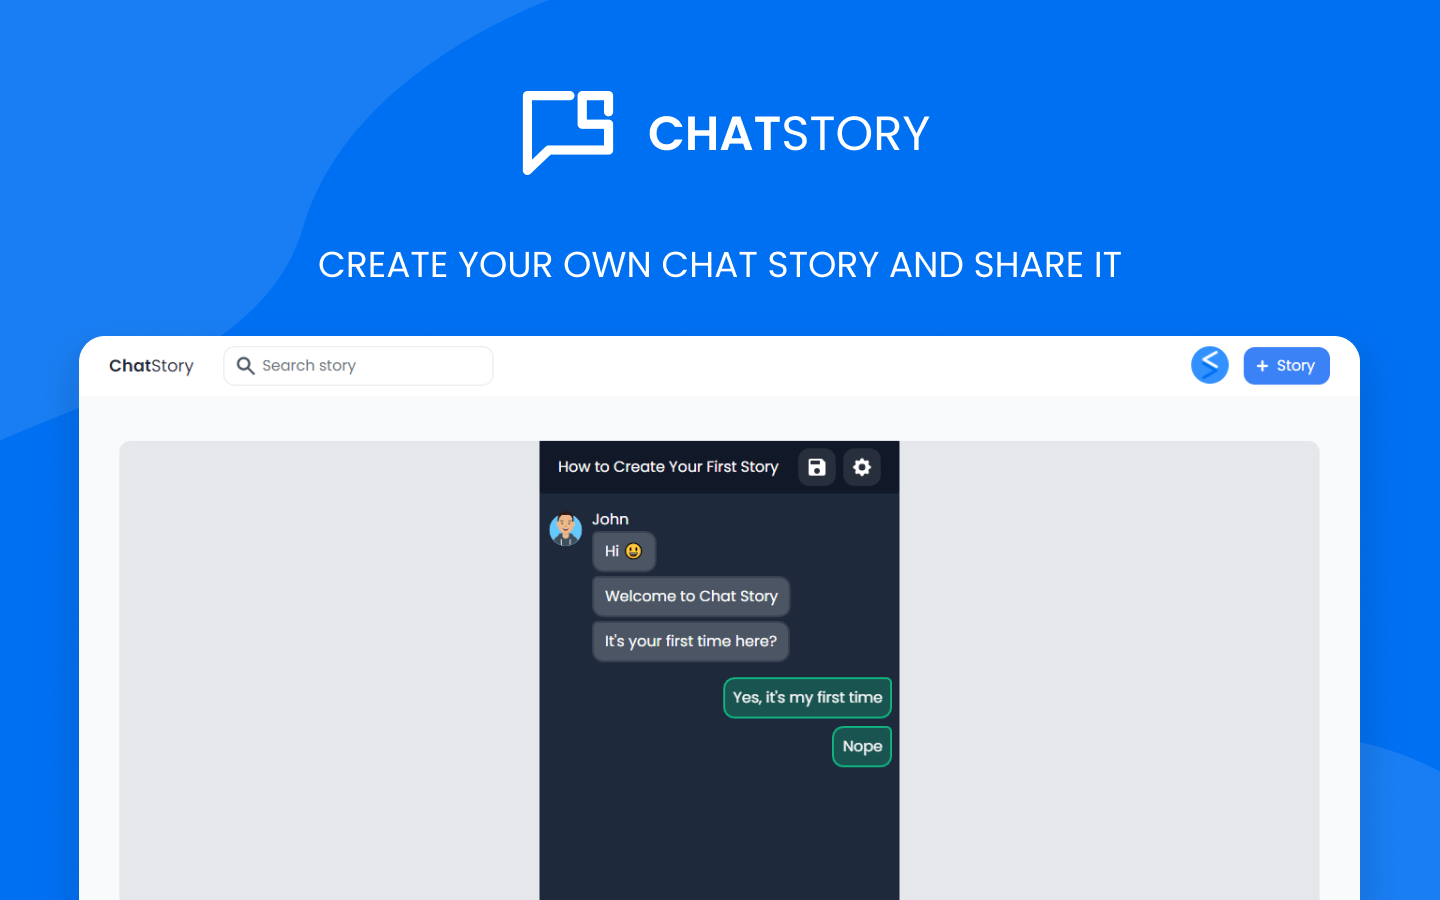 CHATSTORY
CREATE YOUR OWN CHAT STORY AND SHARE IT
ChatStory
Search story
+ Story
How to Create Your First Story
John
Hi 😃
Welcome to Chat Story
It's your first time here?
Yes, it's my first time
Nope